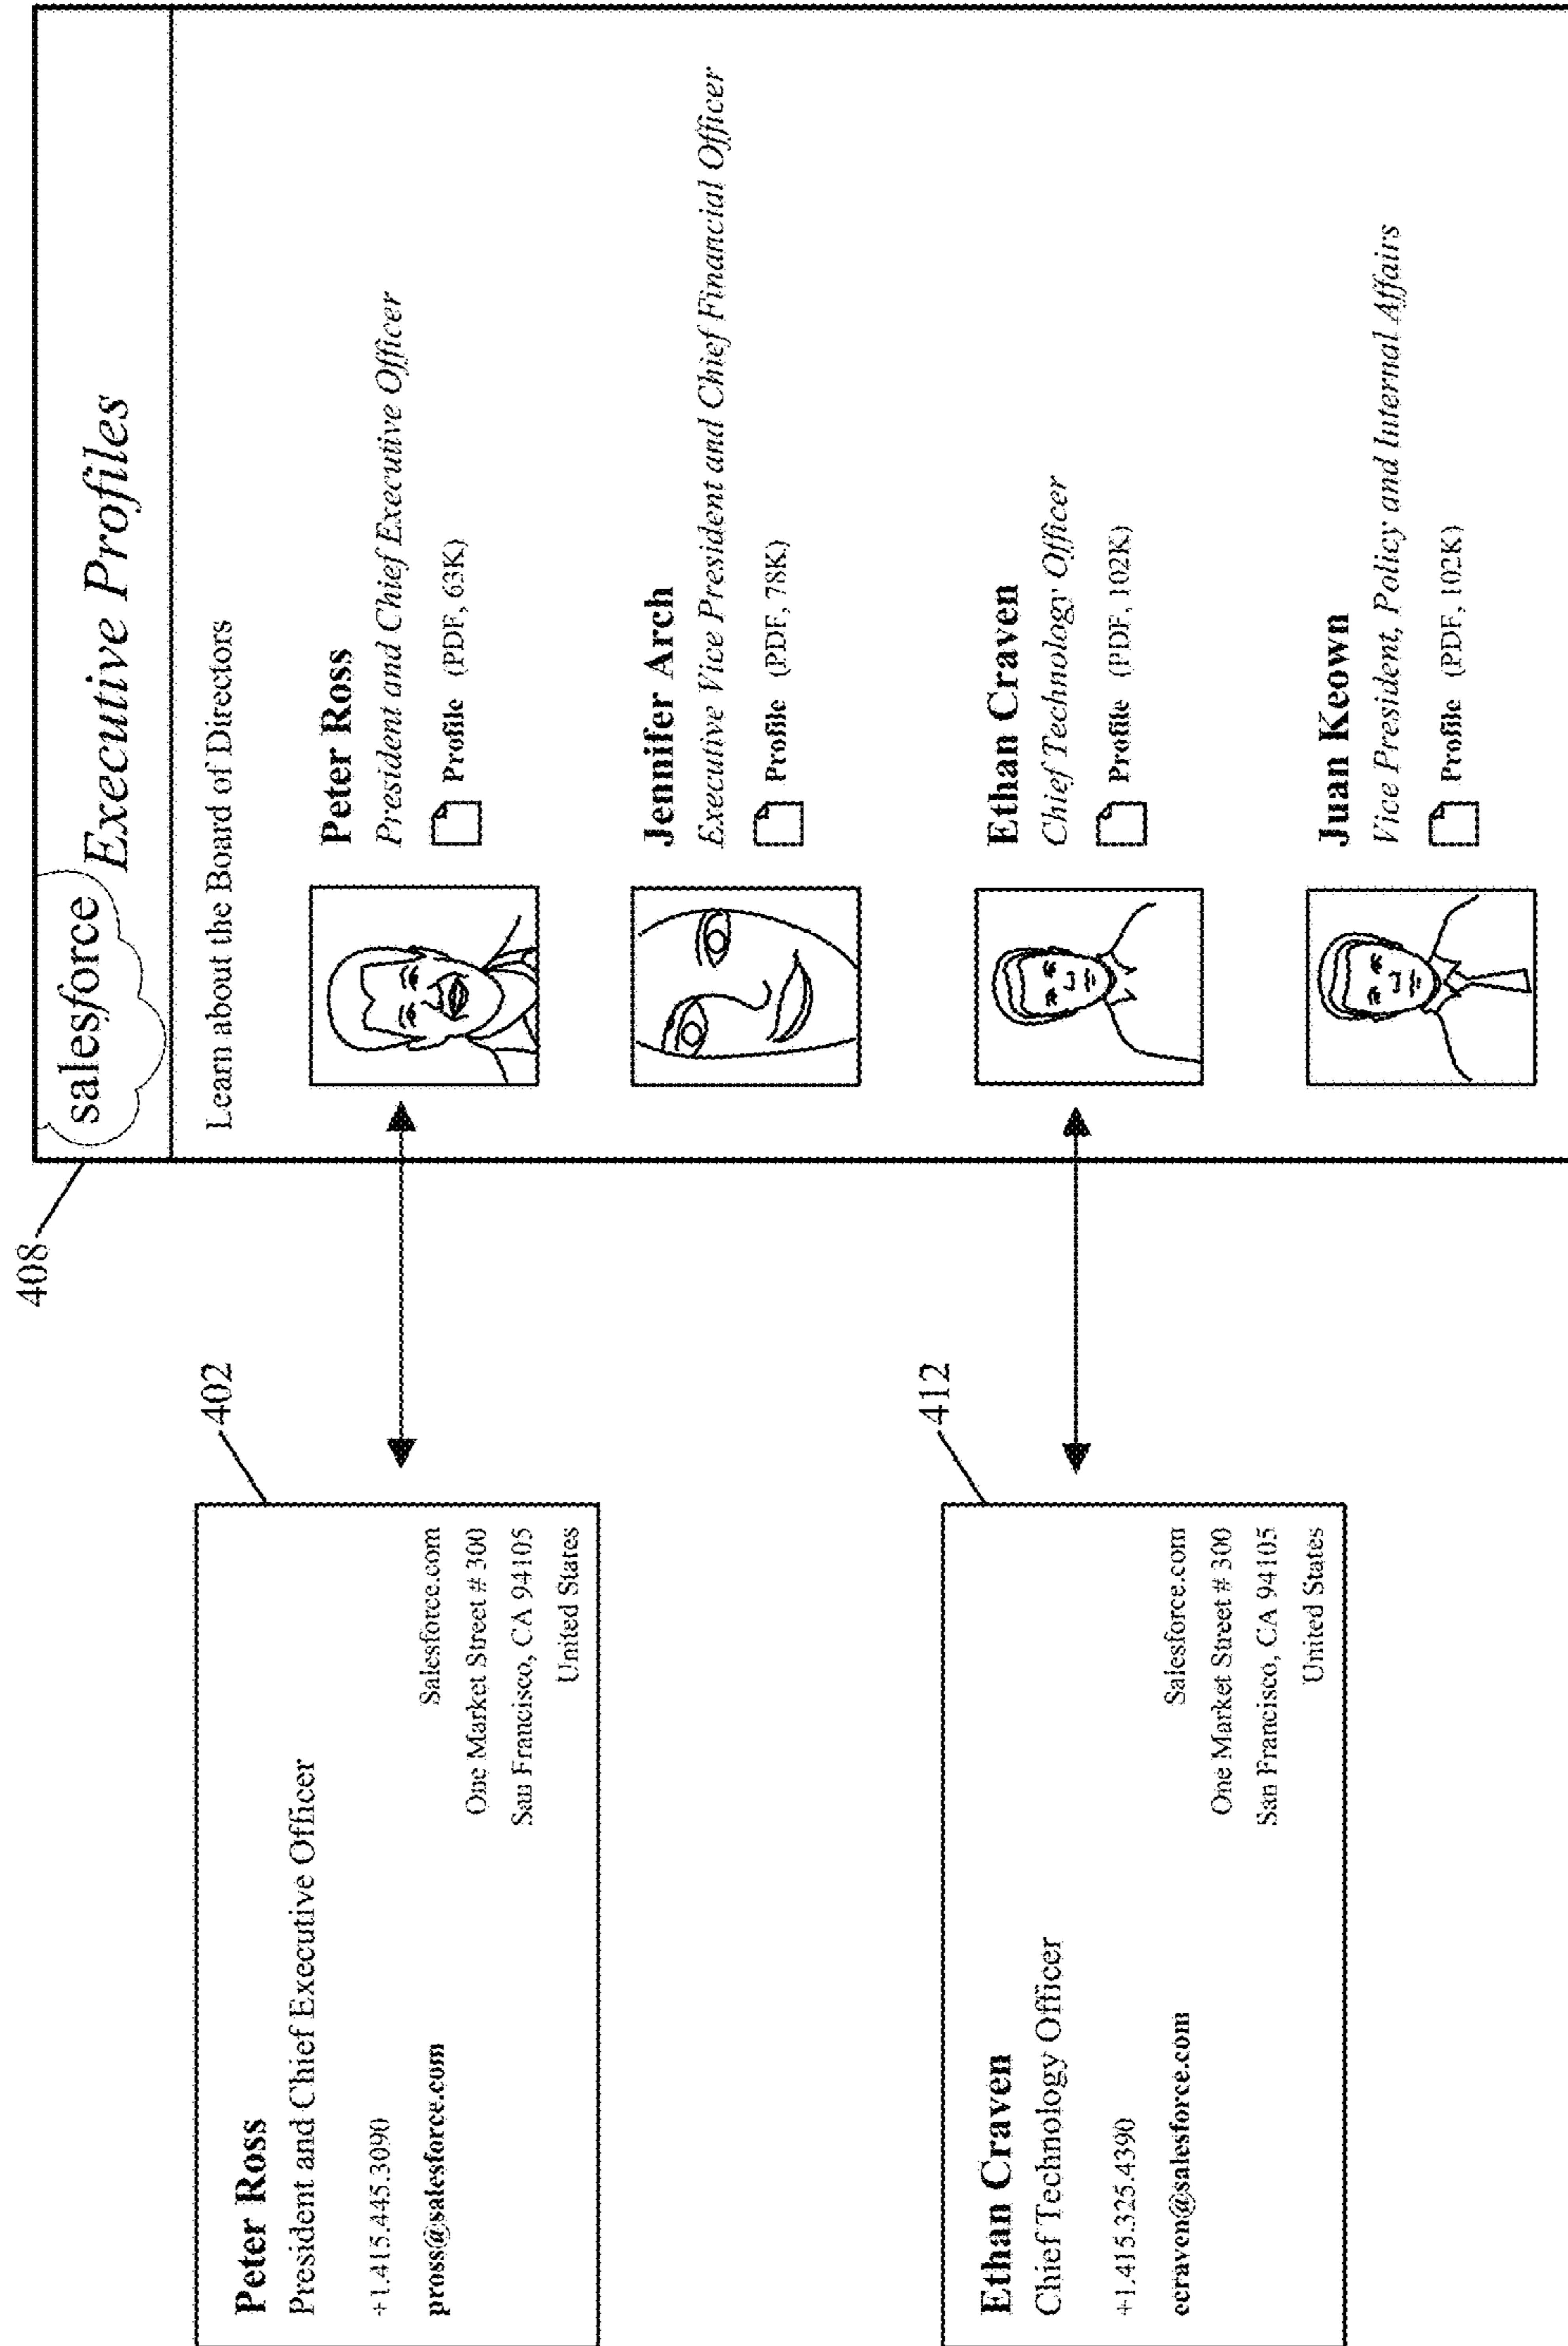 402
Peter Ross
President and Chief Executive Officer
+1.415.445.3090
pross@salesforce.com
Salesforce.com
One Market Street # 300
San Francisco, CA 94105
United States
412
Ethan Craven
Chief Technology Officer
+1.415.325.4390
ecraven@salesforce.com
Salesforce.com
One Market Street # 300
San Francisco, CA 94105
United States
408
salesforce
Executive Profiles
Learn about the Board of Directors
Peter Ross
President and Chief Executive Officer
Profile (PDF, 63K)
Jennifer Arch
Executive Vice President and Chief Financial Officer
Profile (PDF, 78K)
Ethan Craven
Chief Technology Officer
Profile (PDF, 102K)
Juan Keown
Vice President, Policy and Internal Affairs
Profile (PDF, 102K)